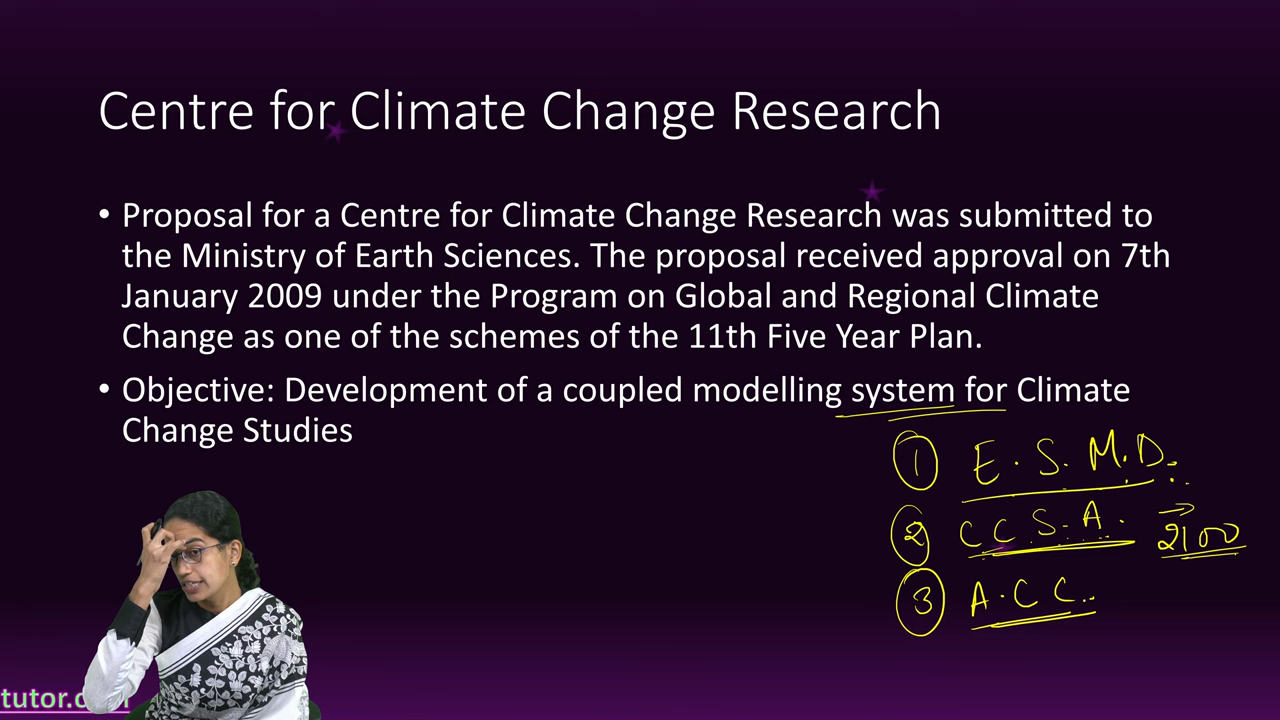 Centre for Climate Change Research
• Proposal for a Centre for Climate Change Research was submitted to
the Ministry of Earth Sciences. The proposal received approval on 7th
January 2009 under the Program on Global and Regional Climate
Change as one of the schemes of the 11th Five Year Plan.
• Objective: Development of a coupled modelling system for Climate
Change Studies
1 E.S.M.D.
2 C C S.A. → 2100
3 A.C C.
tutor.